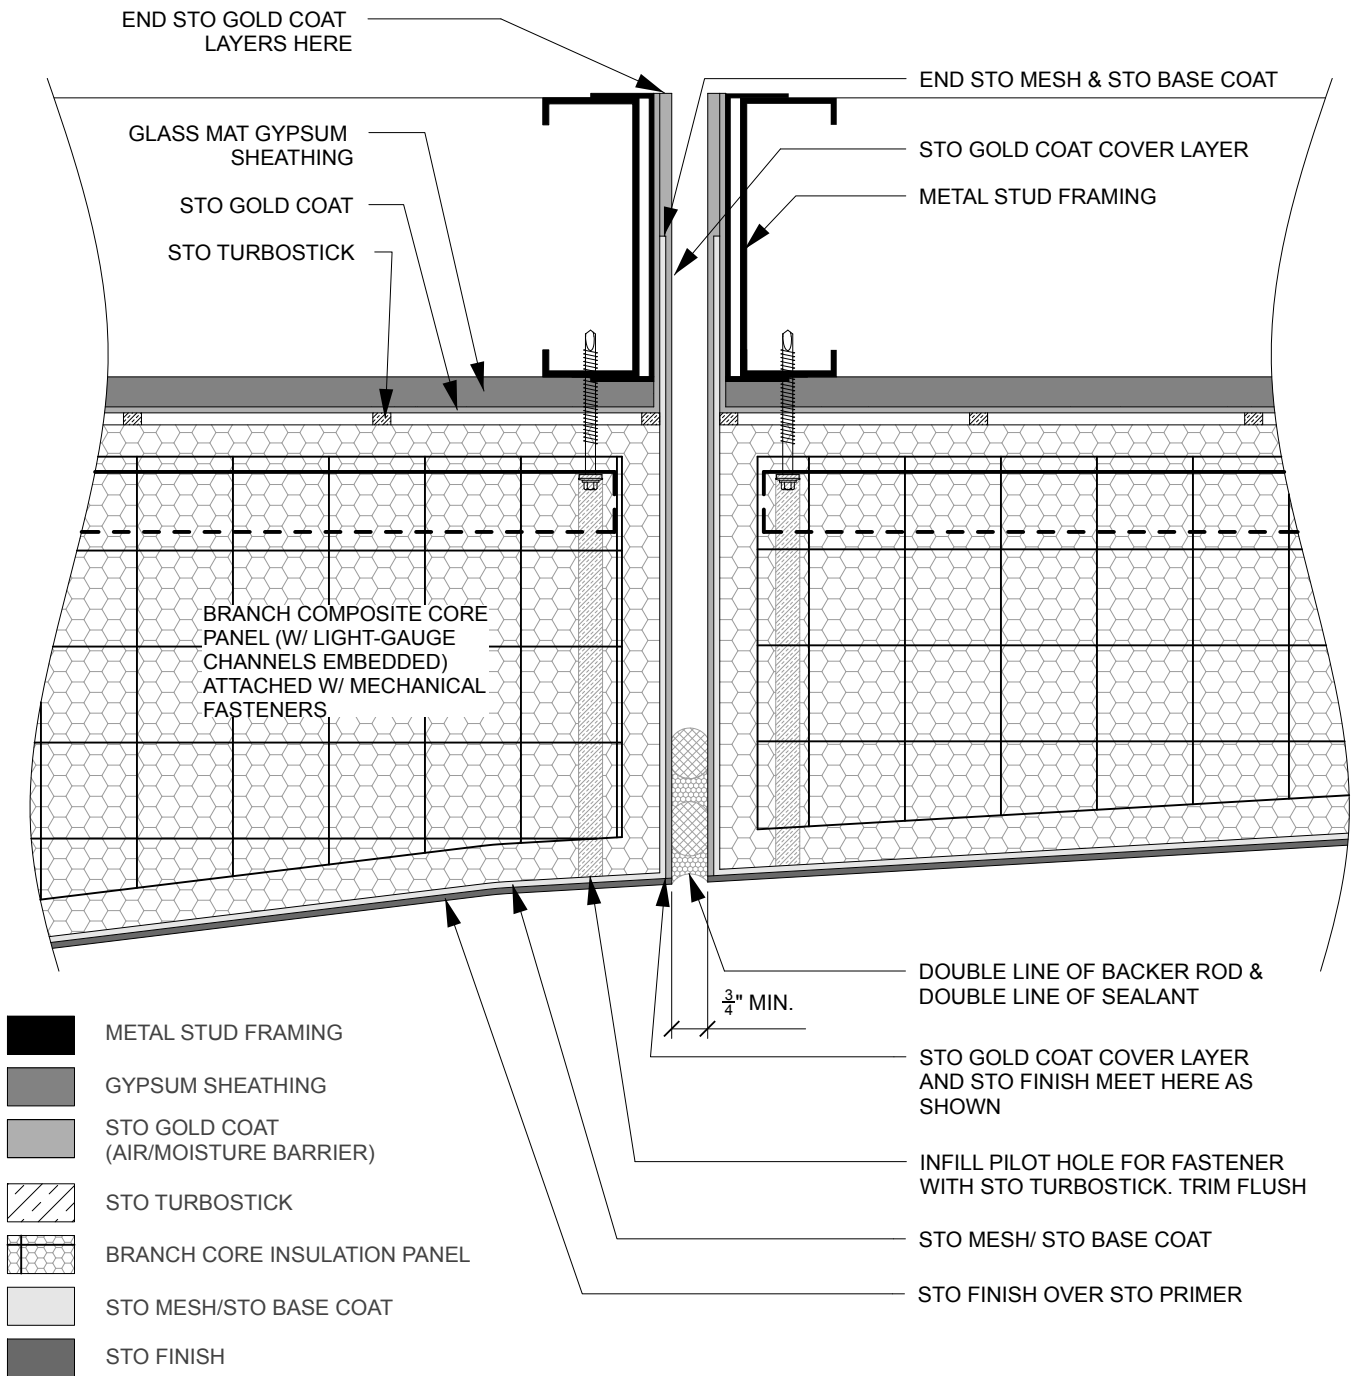 END STO GOLD COAT
LAYERS HERE
GLASS MAT GYPSUM
SHEATHING
STO GOLD COAT
STO TURBOSTICK
END STO MESH & STO BASE COAT
STO GOLD COAT COVER LAYER
METAL STUD FRAMING
BRANCH COMPOSITE CORE
PANEL (W/ LIGHT-GAUGE
CHANNELS EMBEDDED)
ATTACHED W/ MECHANICAL
FASTENERS
3/4" MIN.
DOUBLE LINE OF BACKER ROD &
DOUBLE LINE OF SEALANT
STO GOLD COAT COVER LAYER
AND STO FINISH MEET HERE AS
SHOWN
INFILL PILOT HOLE FOR FASTENER
WITH STO TURBOSTICK. TRIM FLUSH
STO MESH/ STO BASE COAT
STO FINISH OVER STO PRIMER
METAL STUD FRAMING
GYPSUM SHEATHING
STO GOLD COAT
(AIR/MOISTURE BARRIER)
STO TURBOSTICK
BRANCH CORE INSULATION PANEL
STO MESH/STO BASE COAT
STO FINISH